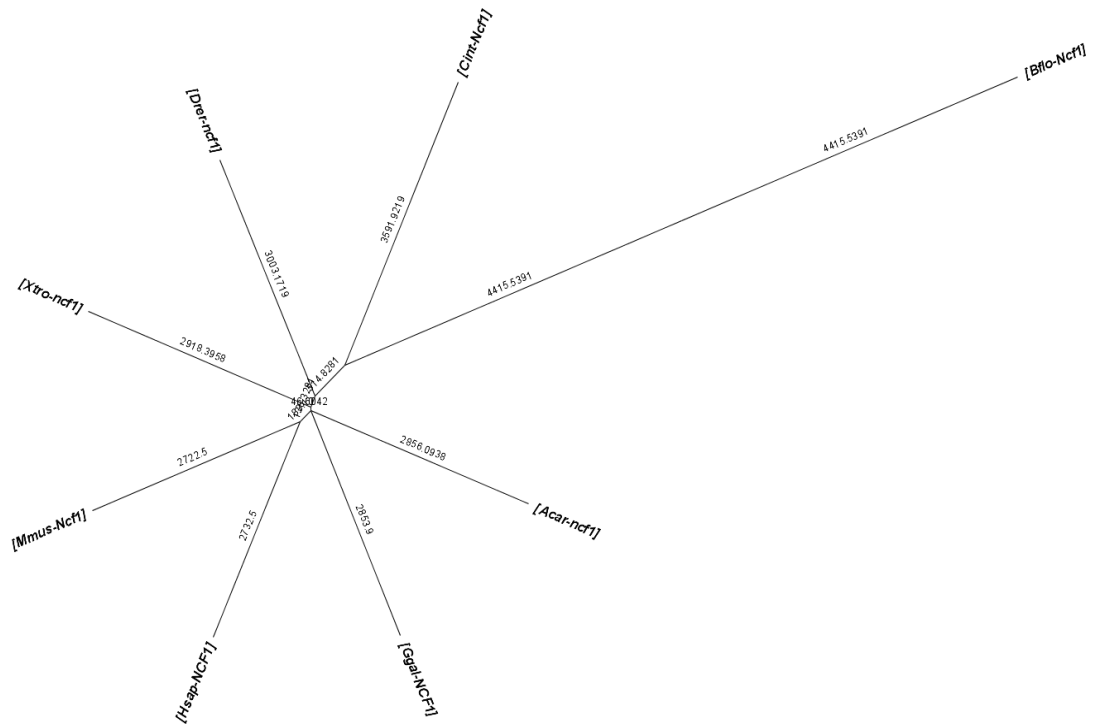 [Cint-Ncf1]
[Bflo-Ncf1]
[Drer-ncf1]
4415.5391
3591.9219
3003.1719
4415.5391
[Xtro-ncf1]
2918.3958
2722.5
2856.0938
[Mmus-Ncf1]
2732.5
2853.9
[Acar-ncf1]
[Hsap-NCF1]
[Ggal-NCF1]